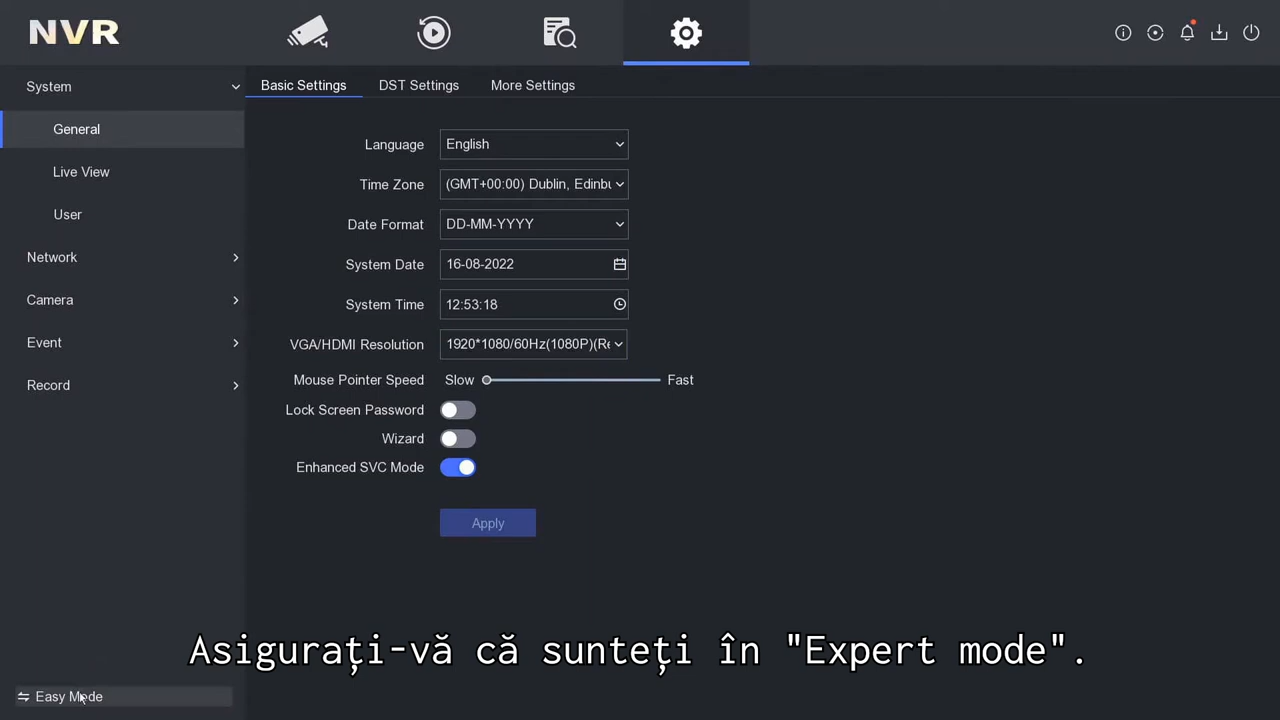 NVR
System
General
Live View
User
Network
Camera
Event
Record
Basic Settings DST Settings More Settings
Language English
Time Zone (GMT+00:00) Dublin, Edinbu
Date Format DD-MM-YYYY
System Date 16-08-2022
System Time 12:53:18
VGA/HDMI Resolution 1920*1080/60Hz(1080P)(Re
Mouse Pointer Speed Slow Fast
Lock Screen Password
Wizard
Enhanced SVC Mode
Apply
Asigurați-vă că sunteți în "Expert mode".
Easy Mode